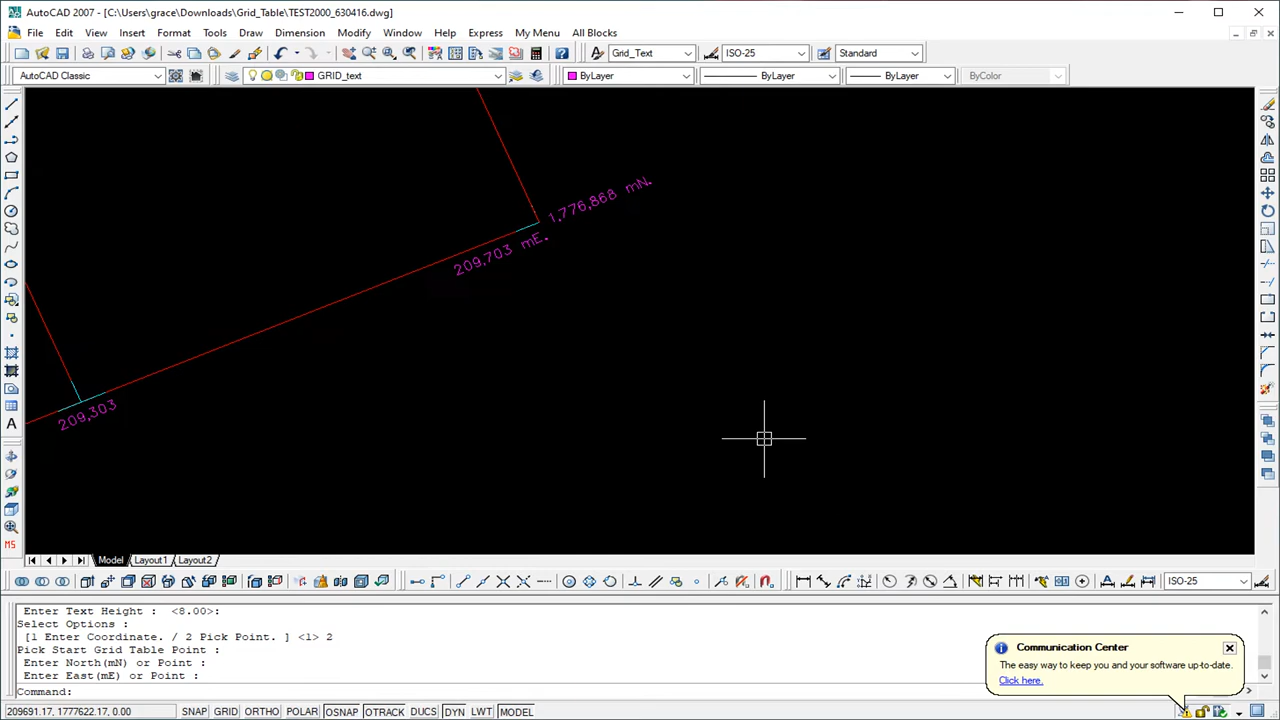 AutoCAD 2007 - [C:\Users\grace\Downloads\Grid_Table\TEST2000_630416.dwg]
File Edit View Insert Format Tools Draw Dimension Modify Window Help Express My Menu All Blocks
Grid_Text ISO-25 Standard
AutoCAD Classic GRID_text ByLayer ByLayer ByLayer ByColor
1,776,868 mN.
209,703 mE.
209,303
A
MS
Model Layout1 Layout2
ISO-25
Enter Text Height : <8.00>:
Select Options :
[1 Enter Coordinate. / 2 Pick Point. ] <1> 2
Pick Start Grid Table Point :
Enter North(mN) or Point :
Enter East(mE) or Point :
Command:
Communication Center
The easy way to keep you and your software up-to-date.
Click here.
209691.17, 1777622.17, 0.00 SNAP GRID ORTHO POLAR OSNAP OTRACK DUCS DYN LWT MODEL